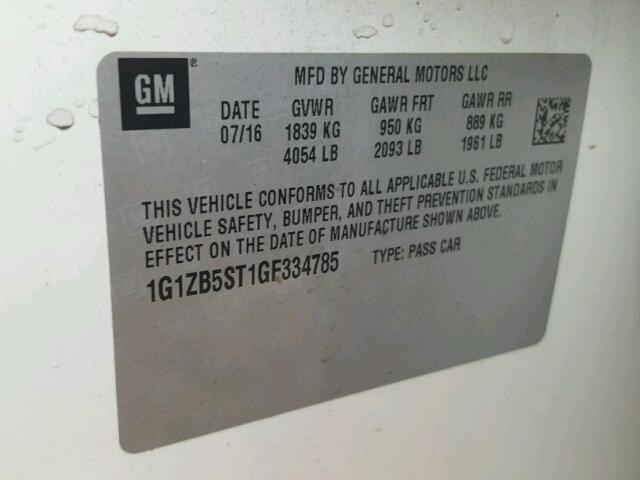 GM
®
MFD BY GENERAL MOTORS LLC
DATE GVWR GAWR FRT GAWR RR
07/16 1839 KG 950 KG 889 KG
4054 LB 2093 LB 1961 LB
THIS VEHICLE CONFORMS TO ALL APPLICABLE U.S. FEDERAL MOTOR
VEHICLE SAFETY, BUMPER, AND THEFT PREVENTION STANDARDS IN
EFFECT ON THE DATE OF MANUFACTURE SHOWN ABOVE.
1G1ZB5ST1GF334785 TYPE: PASS CAR